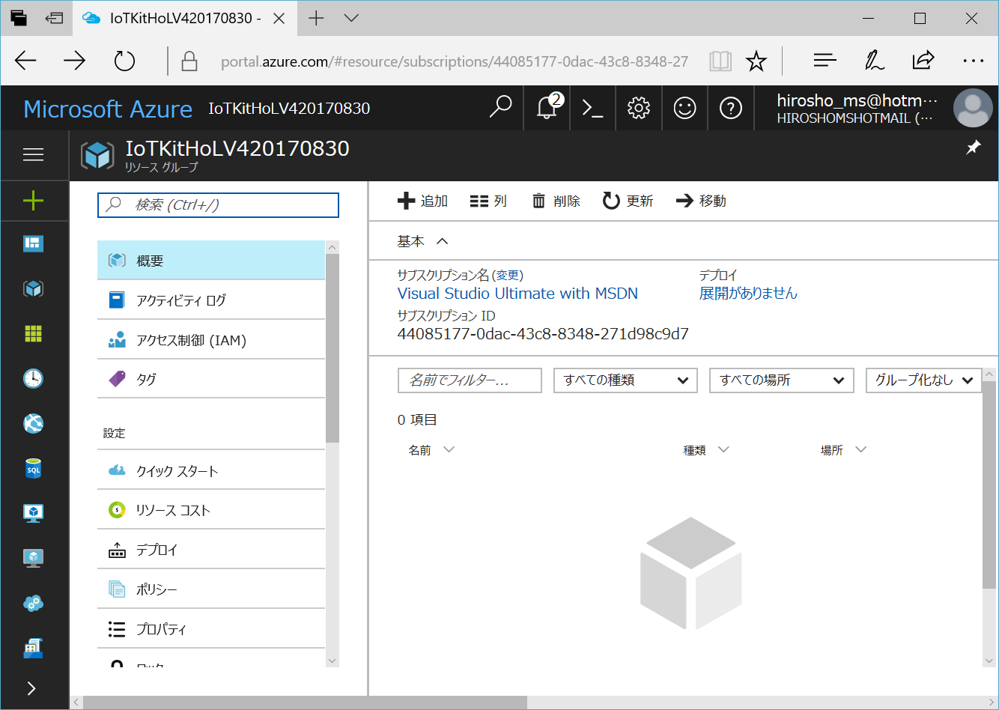 IoTKitHoLV420170830 -
portal.azure.com/#resource/subscriptions/44085177-0dac-43c8-8348-27
Microsoft Azure
IoTKitHoLV420170830
2
hirosho_ms@hotm···
HIROSHOMSHOTMAIL (···
IoTKitHoLV420170830
リソース グループ
検索 (Ctrl+/)
概要
アクティビティ ログ
アクセス制御 (IAM)
タグ
設定
クイック スタート
リソース コスト
デプロイ
ポリシー
プロパティ
ロック
追加
列
削除
更新
移動
基本
サブスクリプション名 (変更)
Visual Studio Ultimate with MSDN
デプロイ
展開がありません
サブスクリプション ID
44085177-0dac-43c8-8348-271d98c9d7
名前でフィルター...
すべての種類
すべての場所
グループ化なし
0 項目
名前
種類
場所
SQL